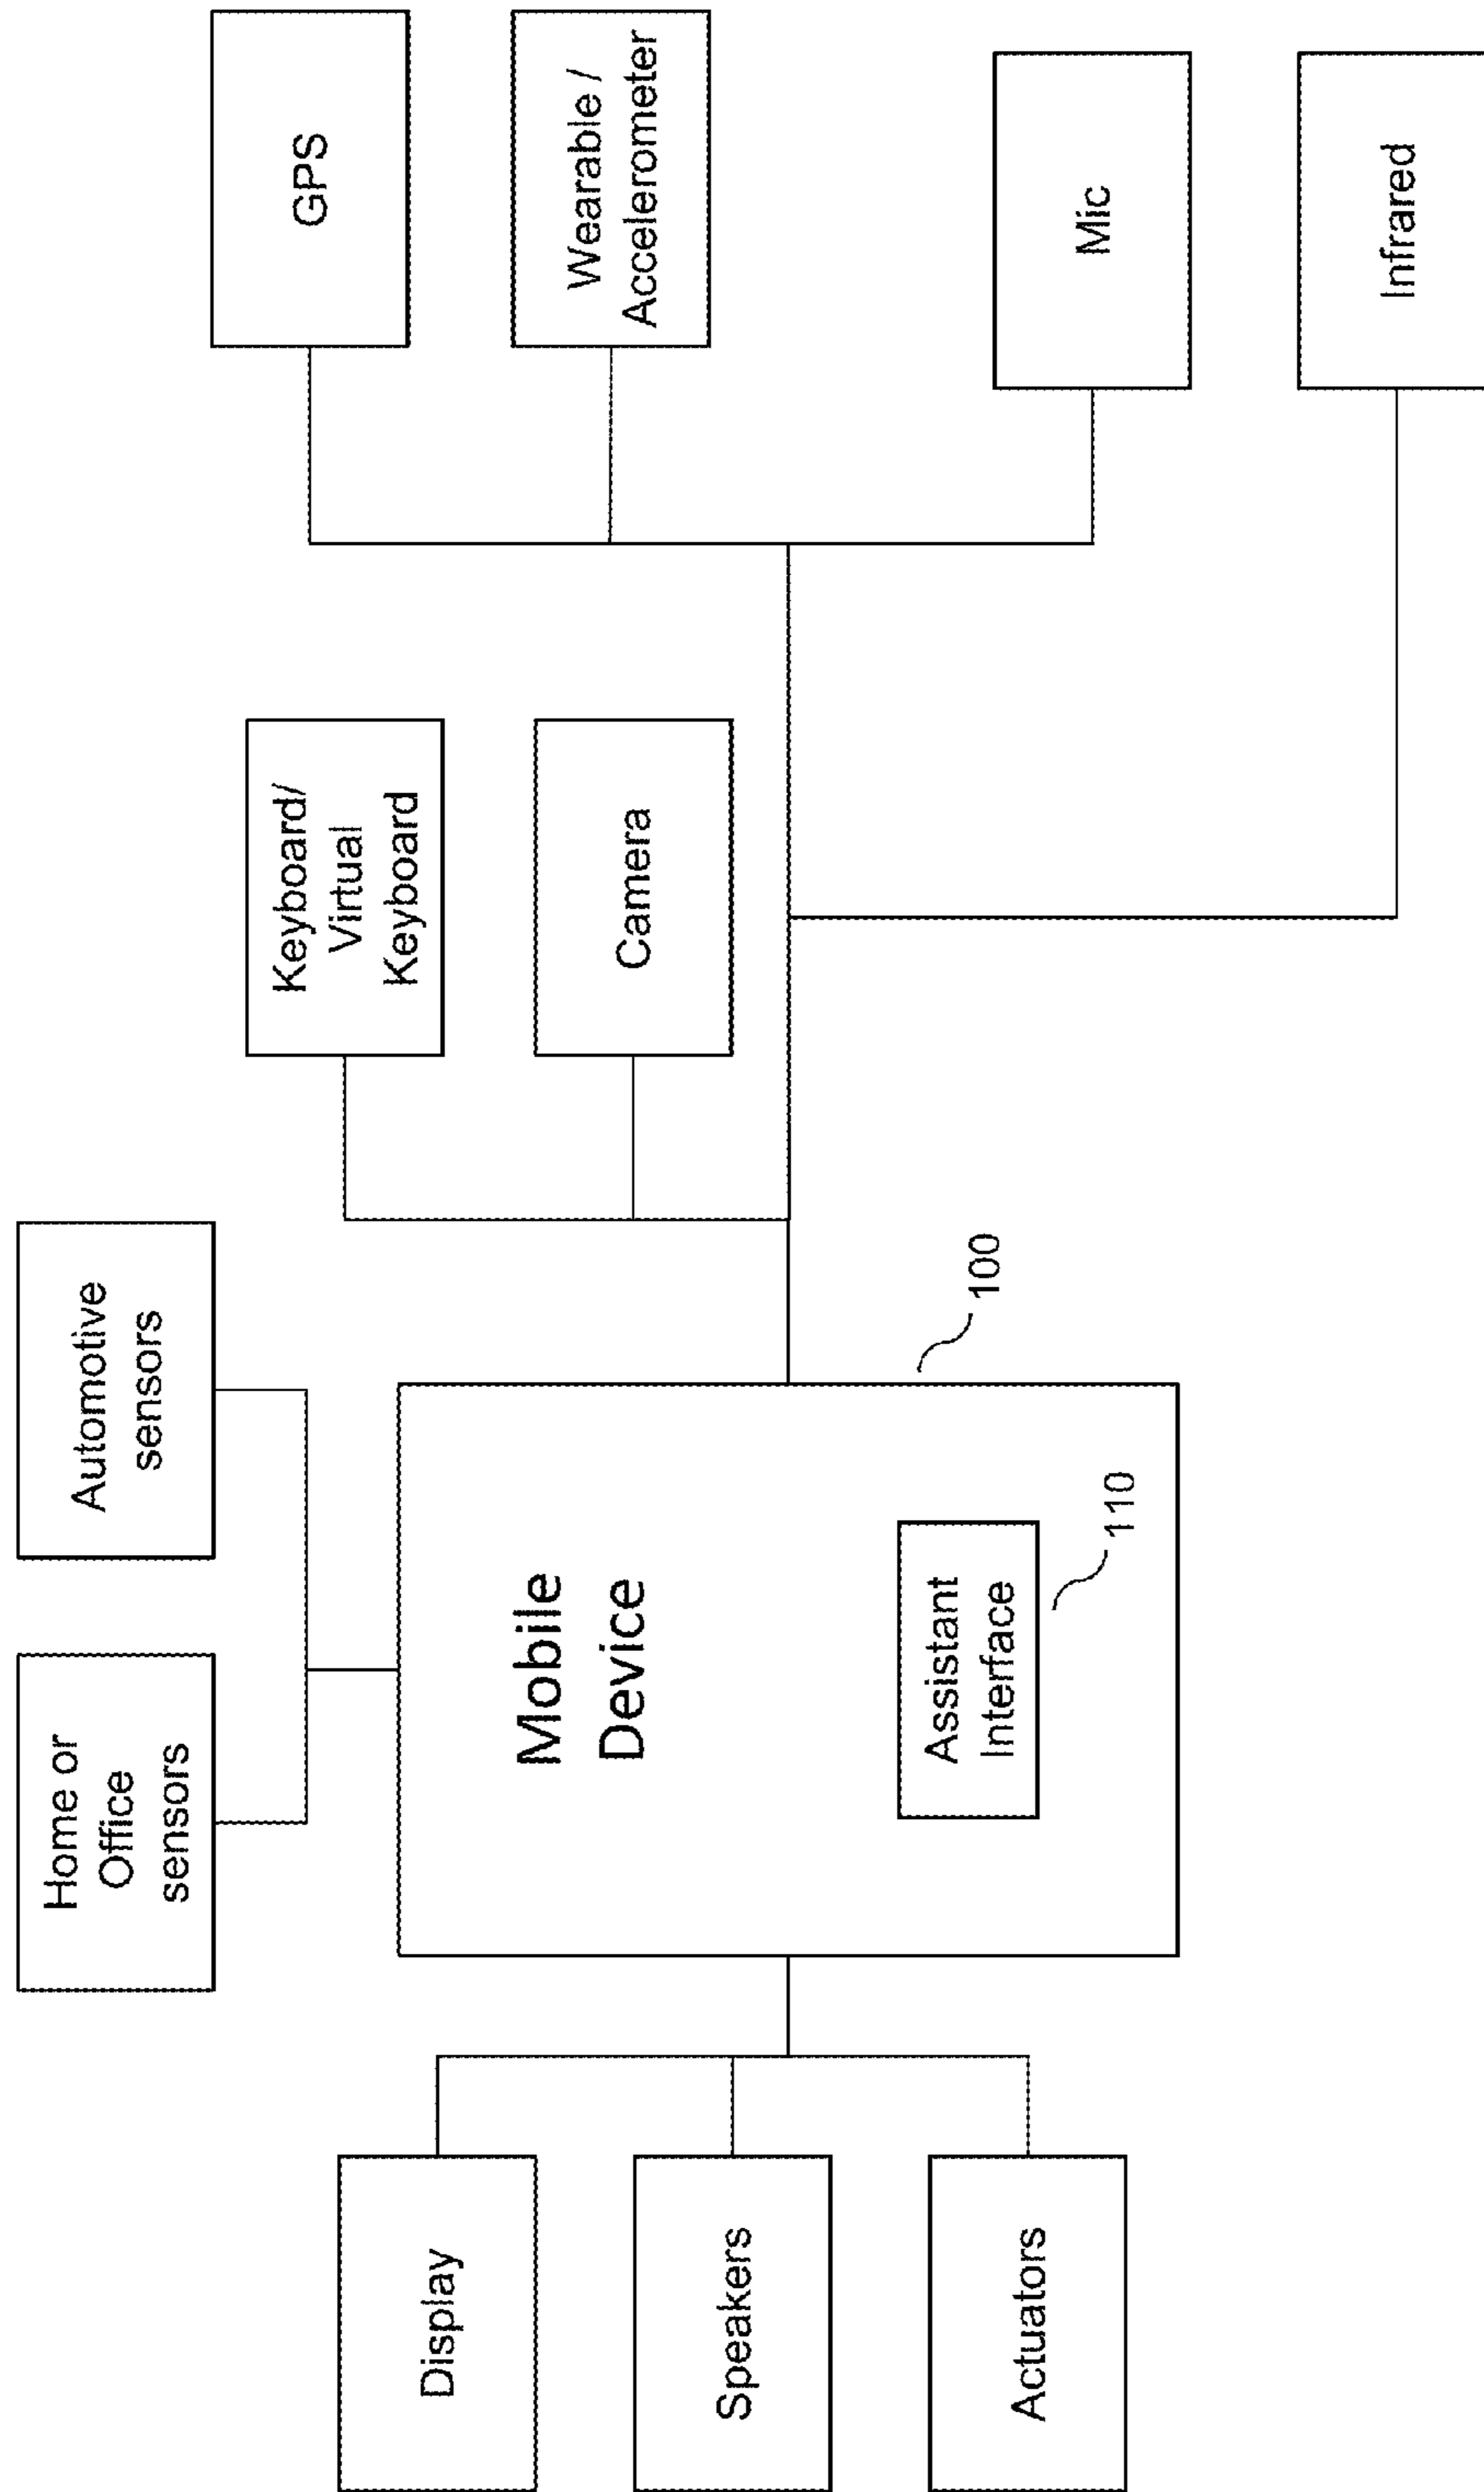 Home or
Office
sensors
Automotive
sensors
GPS
Keyboard/
Virtual
Keyboard
Wearable /
Accelerometer
Display
Mobile
Device
Camera
Speakers
Assistant
Interface
100
110
Mic
Actuators
Infrared